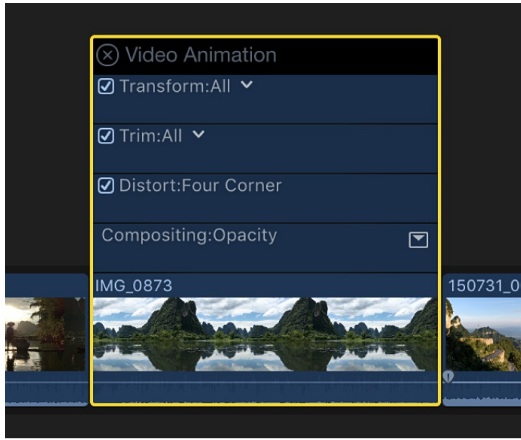 Video Animation
Transform:All
Trim:All
Distort:Four Corner
Compositing:Opacity
IMG_0873
150731_0